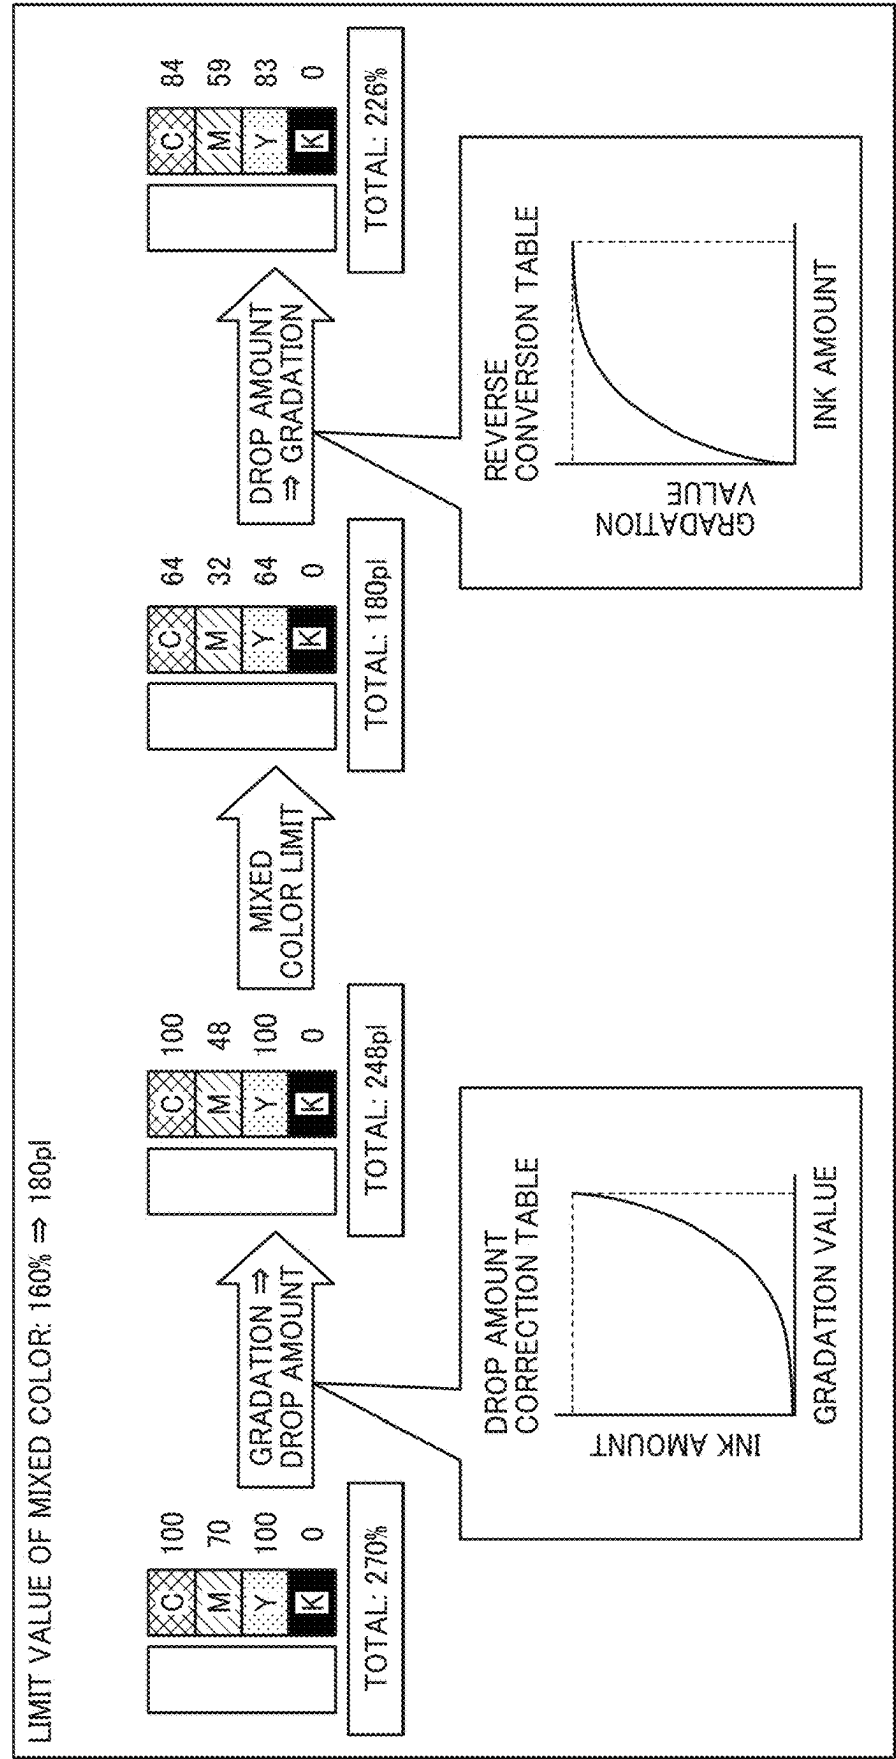 LIMIT VALUE OF MIXED COLOR: 160% ⇒ 180pl
C 100
M 70
Y 100
K 0
TOTAL: 270%
GRADATION ⇒
DROP AMOUNT
C 100
M 48
Y 100
K 0
TOTAL: 248pl
MIXED
COLOR LIMIT
C 64
M 32
Y 64
K 0
TOTAL: 180pl
DROP AMOUNT
⇒ GRADATION
C 84
M 59
Y 83
K 0
TOTAL: 226%
DROP AMOUNT
CORRECTION TABLE
INK AMOUNT
GRADATION VALUE
REVERSE
CONVERSION TABLE
GRADATION
VALUE
INK AMOUNT